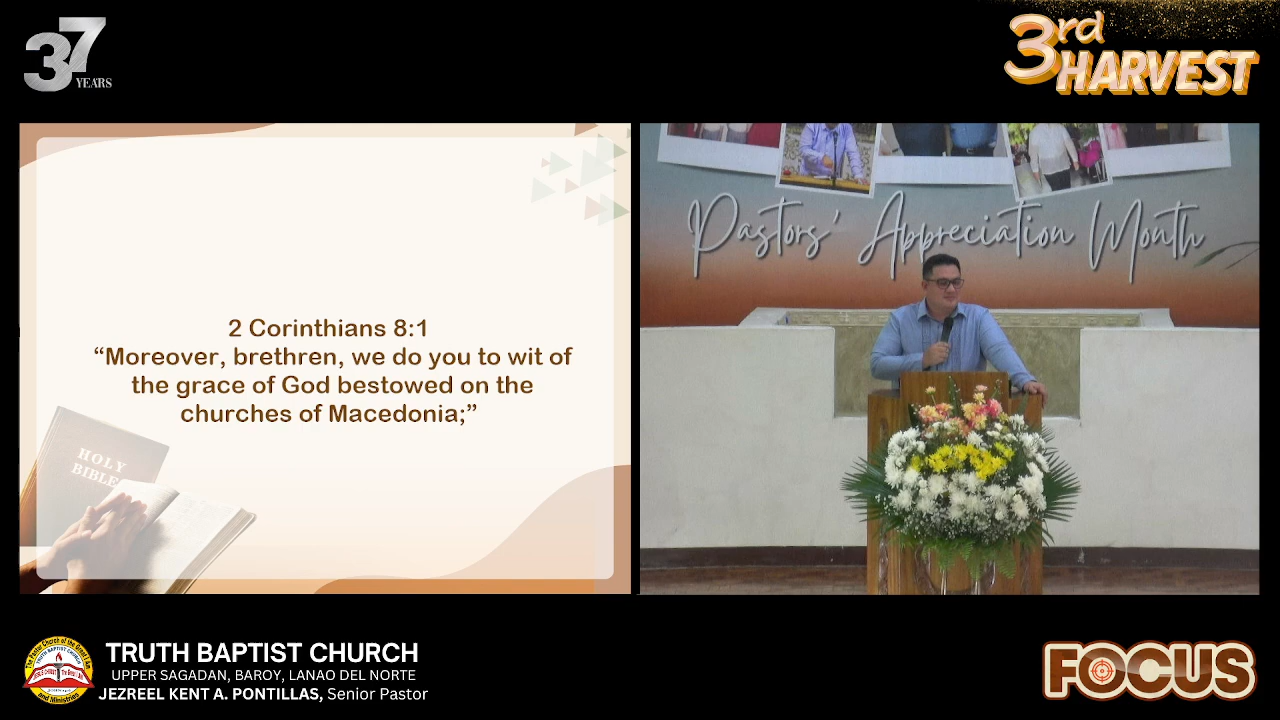 37
YEARS
3rd
HARVEST
2 Corinthians 8:1
“Moreover, brethren, we do you to wit of
the grace of God bestowed on the
churches of Macedonia;”
HOLY
BIBLE
Pastors' Appreciation Month
TRUTH BAPTIST CHURCH
UPPER SAGADAN, BAROY, LANAO DEL NORTE
JEZREEL KENT A. PONTILLAS, Senior Pastor
FOCUS